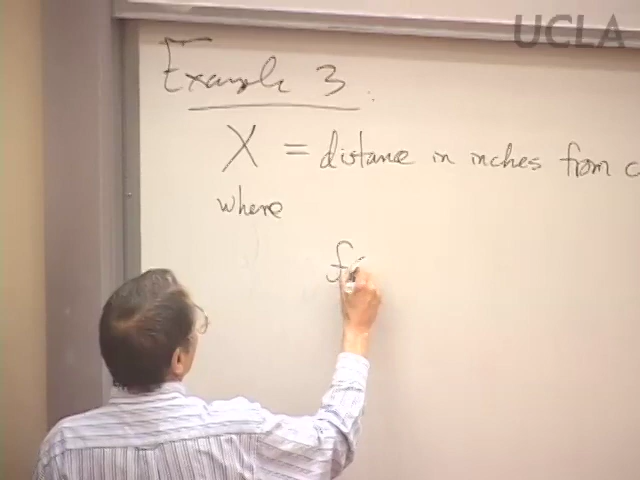 UCLA
Example 3.
X = distance in inches from c
where
f